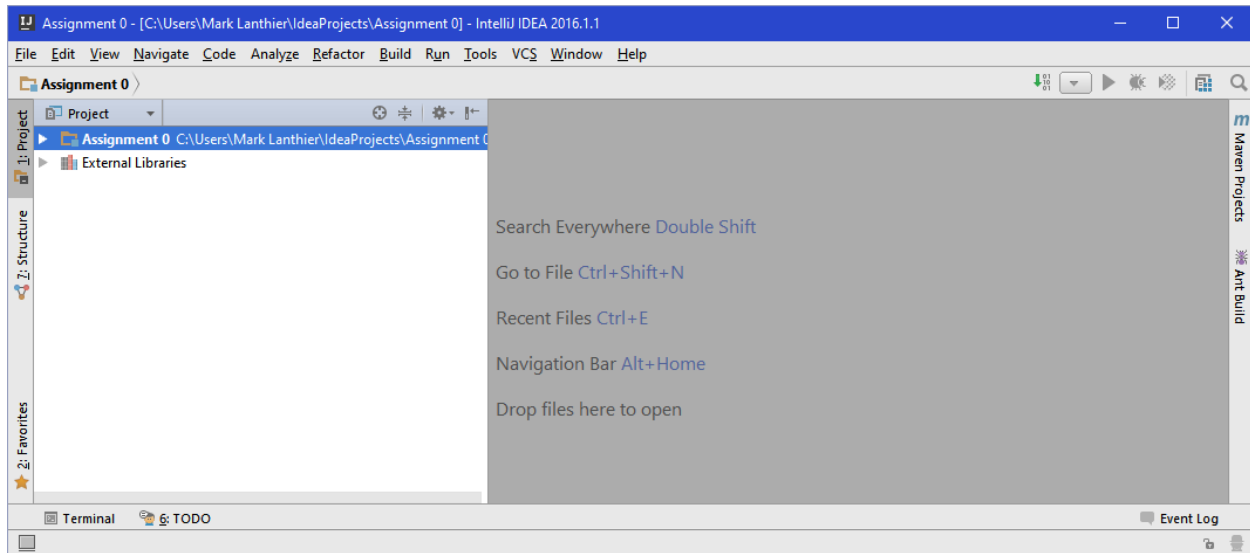 Assignment 0 - [C:\Users\Mark Lanthier\IdeaProjects\Assignment 0] - IntelliJ IDEA 2016.1.1
File Edit View Navigate Code Analyze Refactor Build Run Tools VCS Window Help
Assignment 0
1: Project
7: Structure
2: Favorites
Project
Assignment 0 C:\Users\Mark Lanthier\IdeaProjects\Assignment 0
External Libraries
Search Everywhere Double Shift
Go to File Ctrl+Shift+N
Recent Files Ctrl+E
Navigation Bar Alt+Home
Drop files here to open
Maven Projects
Ant Build
Terminal 6: TODO Event Log